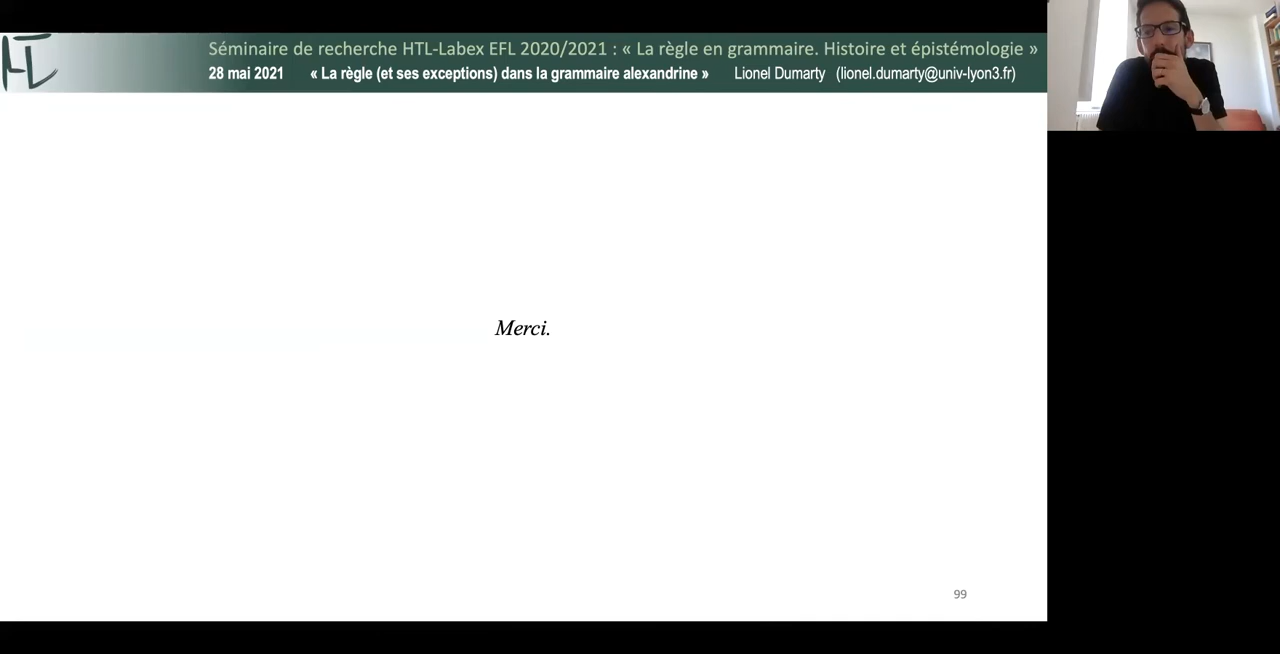 HTL
Séminaire de recherche HTL-Labex EFL 2020/2021 : « La règle en grammaire. Histoire et épistémologie »
28 mai 2021 « La règle (et ses exceptions) dans la grammaire alexandrine » Lionel Dumarty (lionel.dumarty@univ-lyon3.fr)
Merci.
99